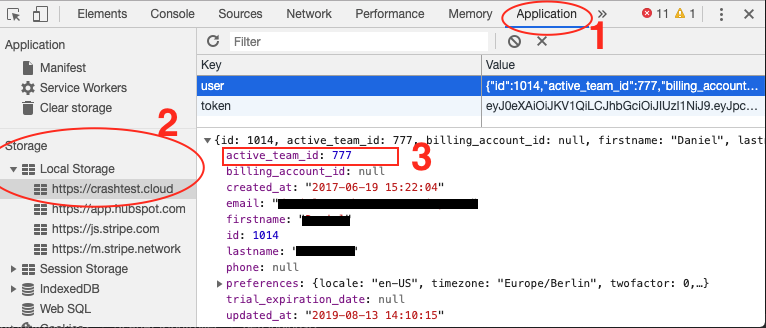 Elements Console Sources Network Performance Memory Application » 11 1
1
Application
Manifest
Service Workers
Clear storage
2
Storage
Local Storage
https://crashtest.cloud
https://app.hubspot.com
https://js.stripe.com
https://m.stripe.network
Session Storage
IndexedDB
Web SQL
Cookies
Filter
Key Value
user {"id":1014,"active_team_id":777,"billing_account…
token eyJ0eXAiOiJKV1QiLCJhbGciOiJIUzI1NiJ9.eyJpc…
{id: 1014, active_team_id: 777, billing_account_id: null, firstname: "Daniel", last
3
active_team_id: 777
billing_account_id: null
created_at: "2017-06-19 15:22:04"
email: "
firstname: "
id: 1014
lastname: "
phone: null
preferences: {locale: "en-US", timezone: "Europe/Berlin", twofactor: 0,…}
trial_expiration_date: null
updated_at: "2019-08-13 14:10:15"